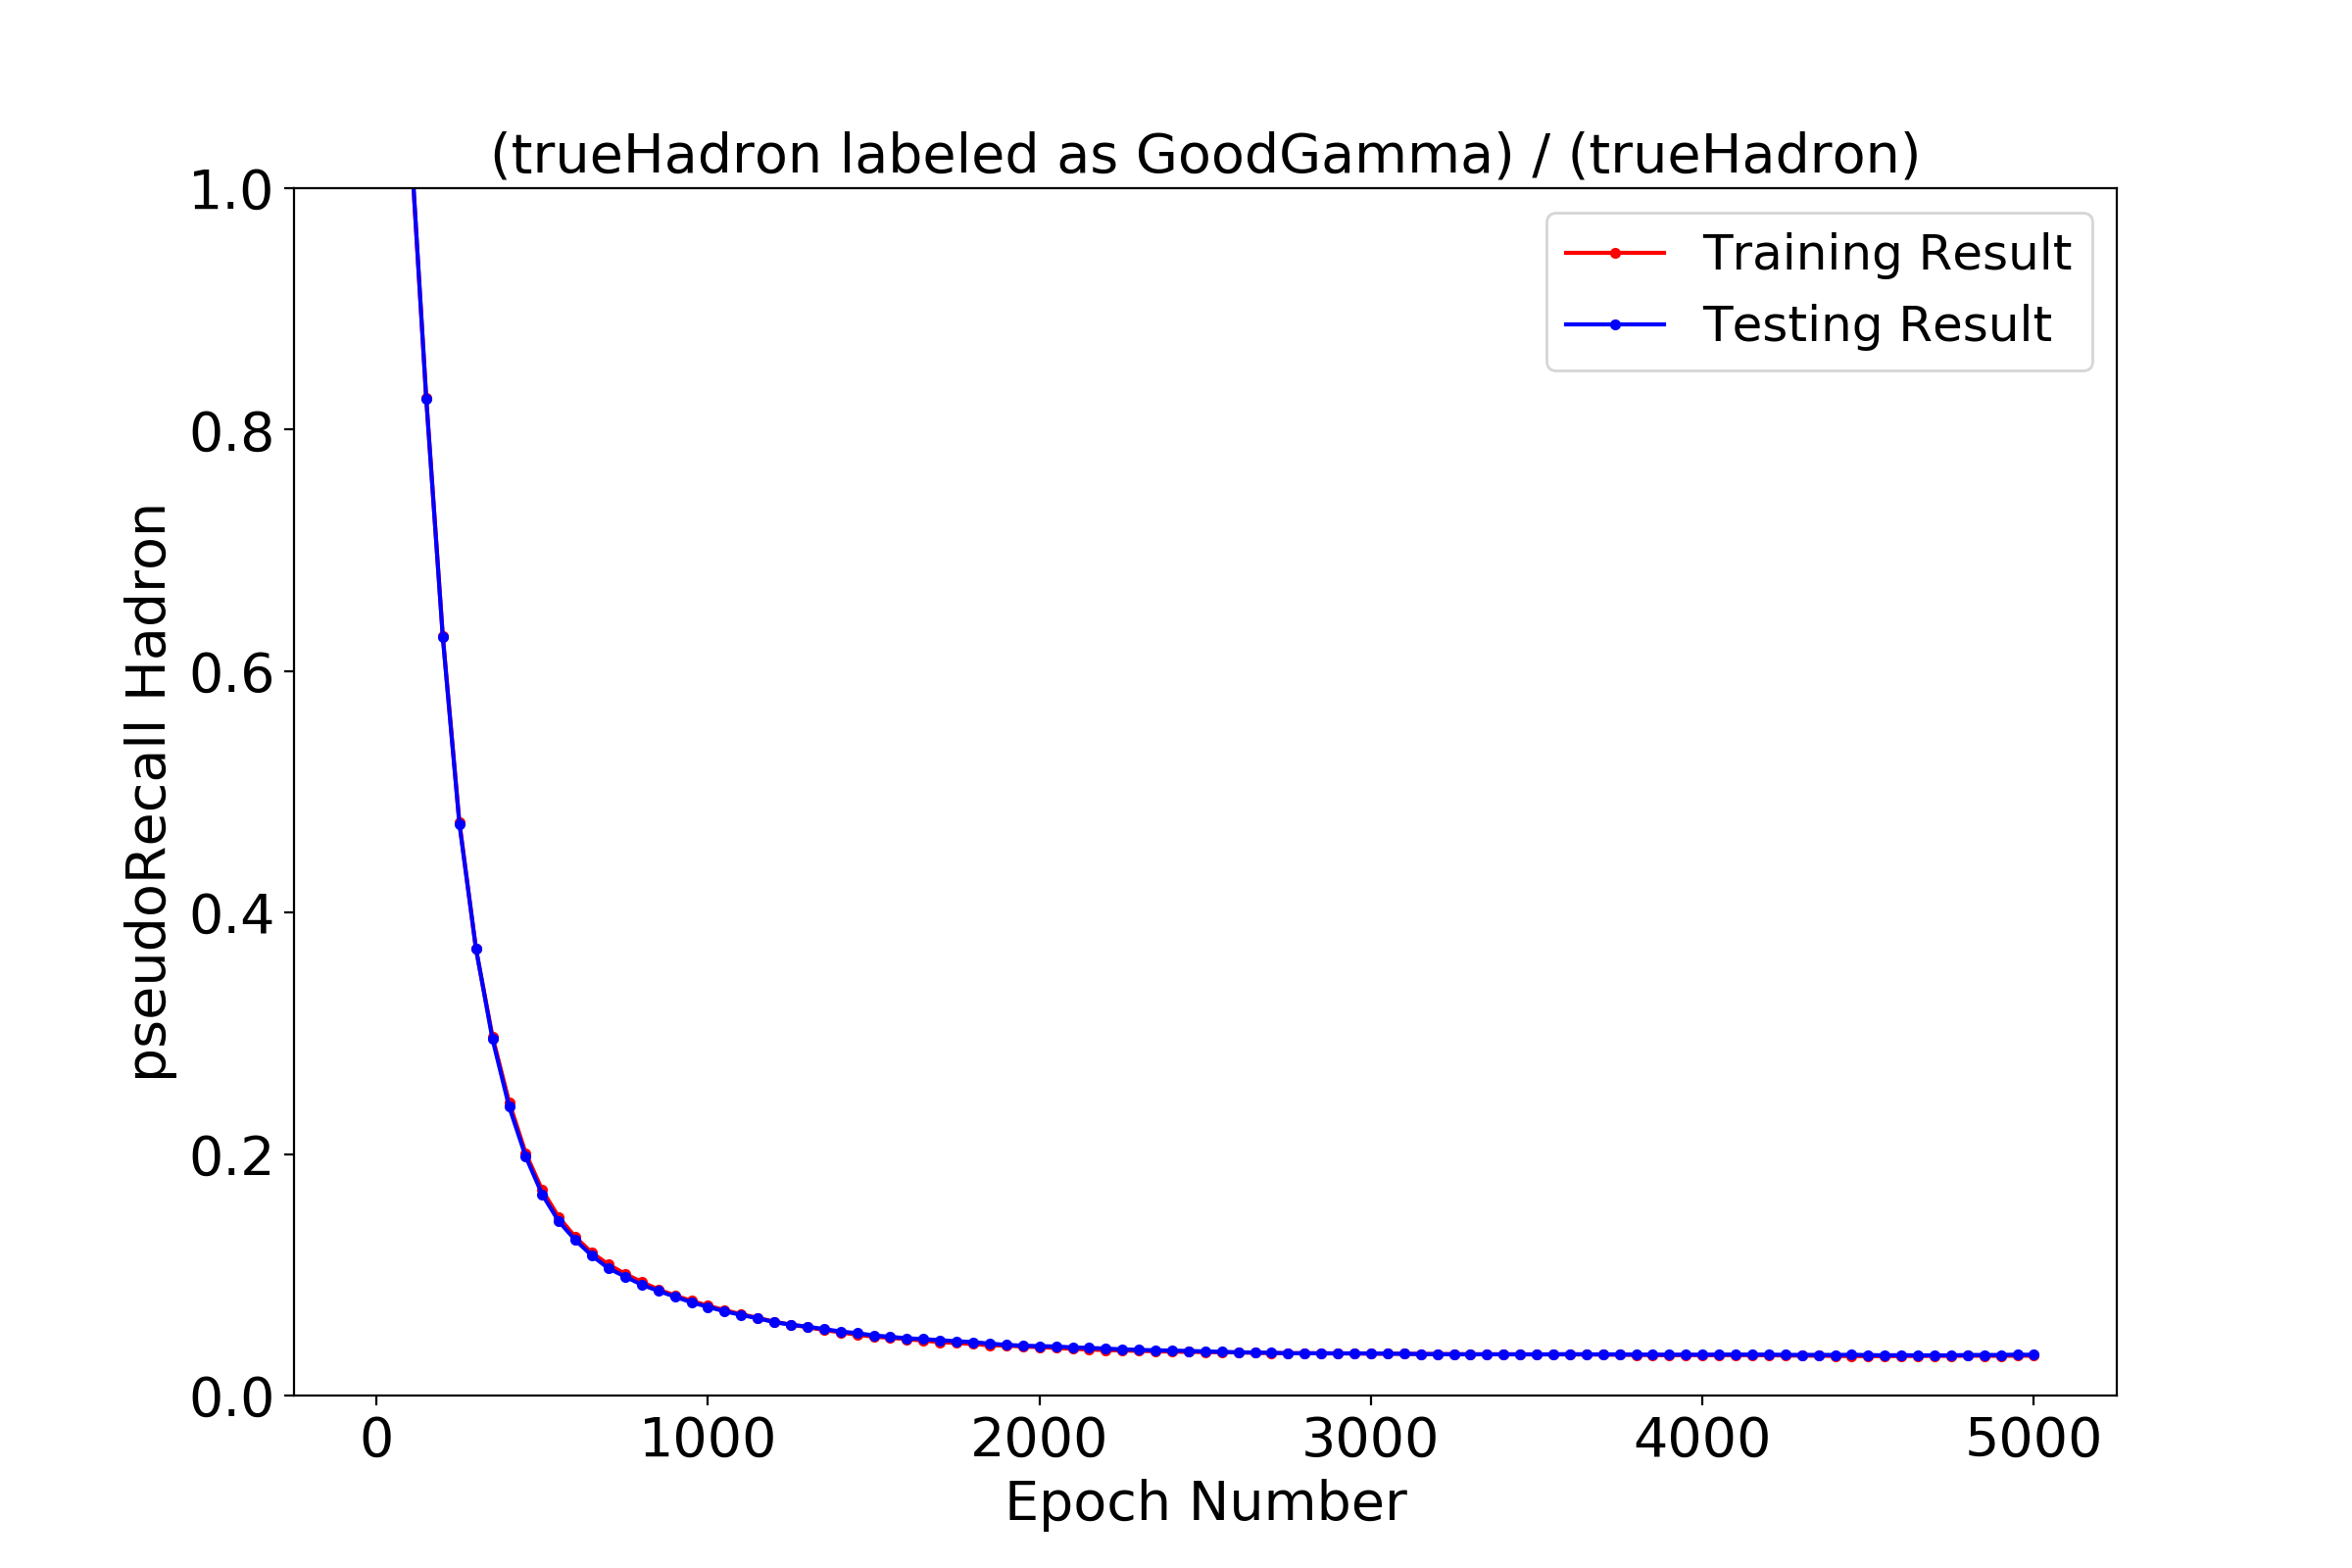 (trueHadron labeled as GoodGamma) / (trueHadron)
Training Result
Testing Result
pseudoRecall Hadron
1.0
0.8
0.6
0.4
0.2
0.0
0 1000 2000 3000 4000 5000
Epoch Number